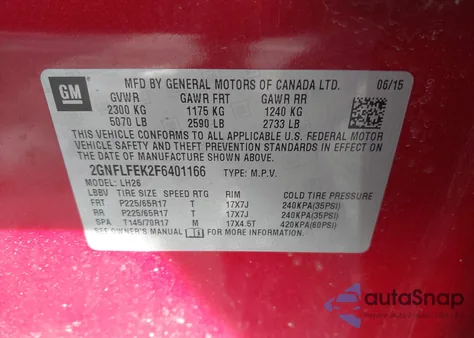 GM
MFD BY GENERAL MOTORS OF CANADA LTD. 06/15
GVWR GAWR FRT GAWR RR
2300 KG 1175 KG 1240 KG
5070 LB 2590 LB 2733 LB
THIS VEHICLE CONFORMS TO ALL APPLICABLE U.S. FEDERAL MOTOR
VEHICLE SAFETY AND THEFT PREVENTION STANDARDS IN EFFECT ON
THE DATE OF MANUFACTURE SHOWN ABOVE.
2GNFLFEK2F6401166 TYPE: M.P.V.
MODEL: LH26
LBBV TIRE SIZE SPEED RTG RIM COLD TIRE PRESSURE
FRT P225/65R17 T 17X7J 240KPA(35PSI)
RR P225/65R17 T 17X7J 240KPA(35PSI)
SPA T145/70R17 M 17X4.5T 420KPA(60PSI)
SEE OWNER'S MANUAL FOR MORE INFORMATION.
autoSnap